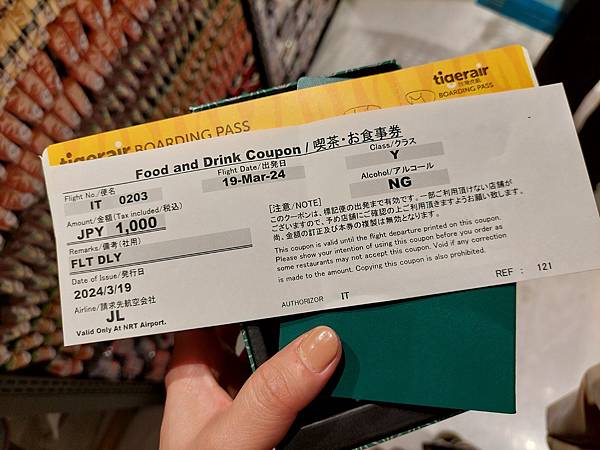 tigerair
台灣虎航
BOARDING PASS
tigerair BOARDING PASS
Food and Drink Coupon / 喫茶・お食事券
Flight No./便名
IT 0203
Flight Date/出発日
19-Mar-24
Class/クラス
Y
Amount/金額(Tax included/税込)
JPY 1,000
Alcohol/アルコール
NG
Remarks/備考(社用)
FLT DLY
Date of Issue/発行日
2024/3/19
Airline/請求先航空会社
JL
Valid Only At NRT Airport.
[注意/NOTE]
このクーポンは、標記便の出発まで有効です。一部ご利用頂けない店舗が
ございますので、予め店舗にご確認の上ご利用頂きますようお願い致します。
尚、金額の訂正及び本券の複製は無効となります。
This coupon is valid until the flight departure printed on this coupon.
Please show your intention of using this coupon before you order as
some restaurants may not accept this coupon. Void if any correction
is made to the amount. Copying this coupon is also prohibited.
AUTHORIZOR IT
REF : 121